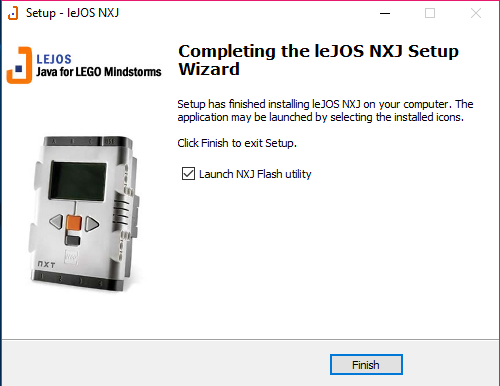 Setup - leJOS NXJ
LEJOS
Java for LEGO Mindstorms
Completing the leJOS NXJ Setup
Wizard
Setup has finished installing leJOS NXJ on your computer. The
application may be launched by selecting the installed icons.
Click Finish to exit Setup.
Launch NXJ Flash utility
NXT
Finish